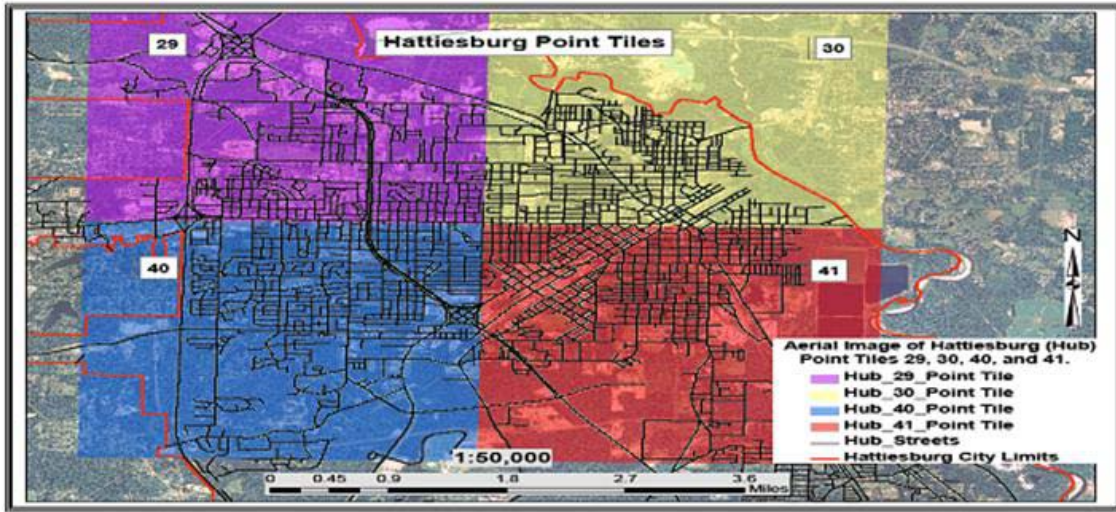 29
Hattiesburg Point Tiles
30
40
41
N
Aerial Image of Hattiesburg (Hub)
Point Tiles 29, 30, 40, and 41.
Hub_29_Point Tile
Hub_30_Point Tile
Hub_40_Point Tile
Hub_41_Point Tile
Hub_Streets
Hattiesburg City Limits
1:50,000
0 0.45 0.9 1.8 2.7 3.6
Miles